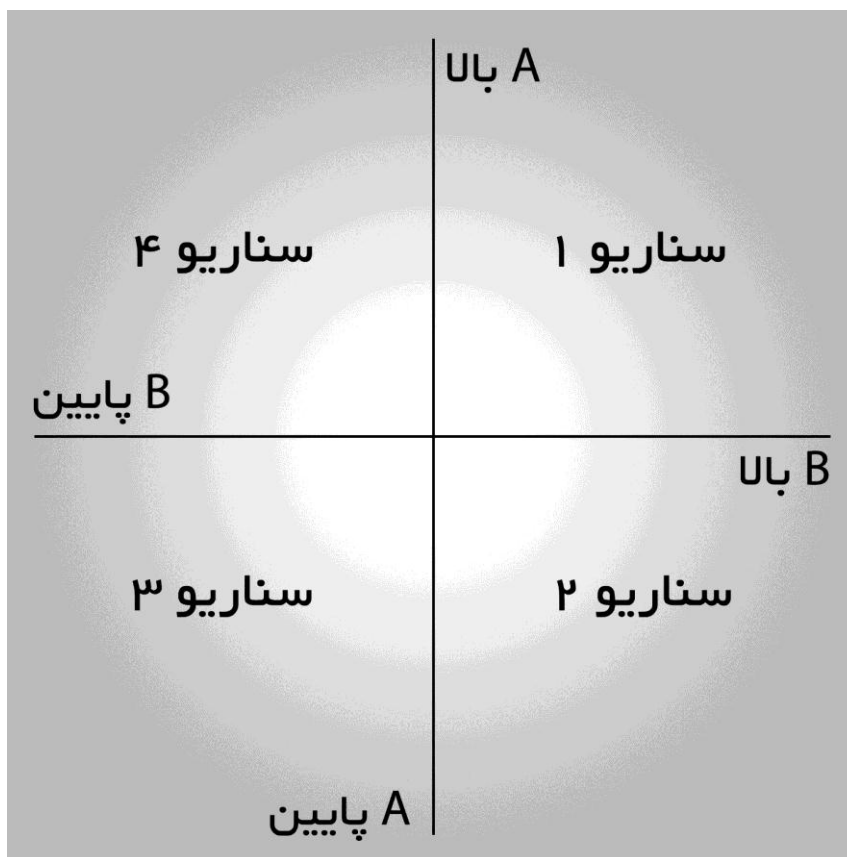 A بالا
سناریو ۱
سناریو ۴
B پایین
B بالا
سناریو ۲
سناریو ۳
A پایین